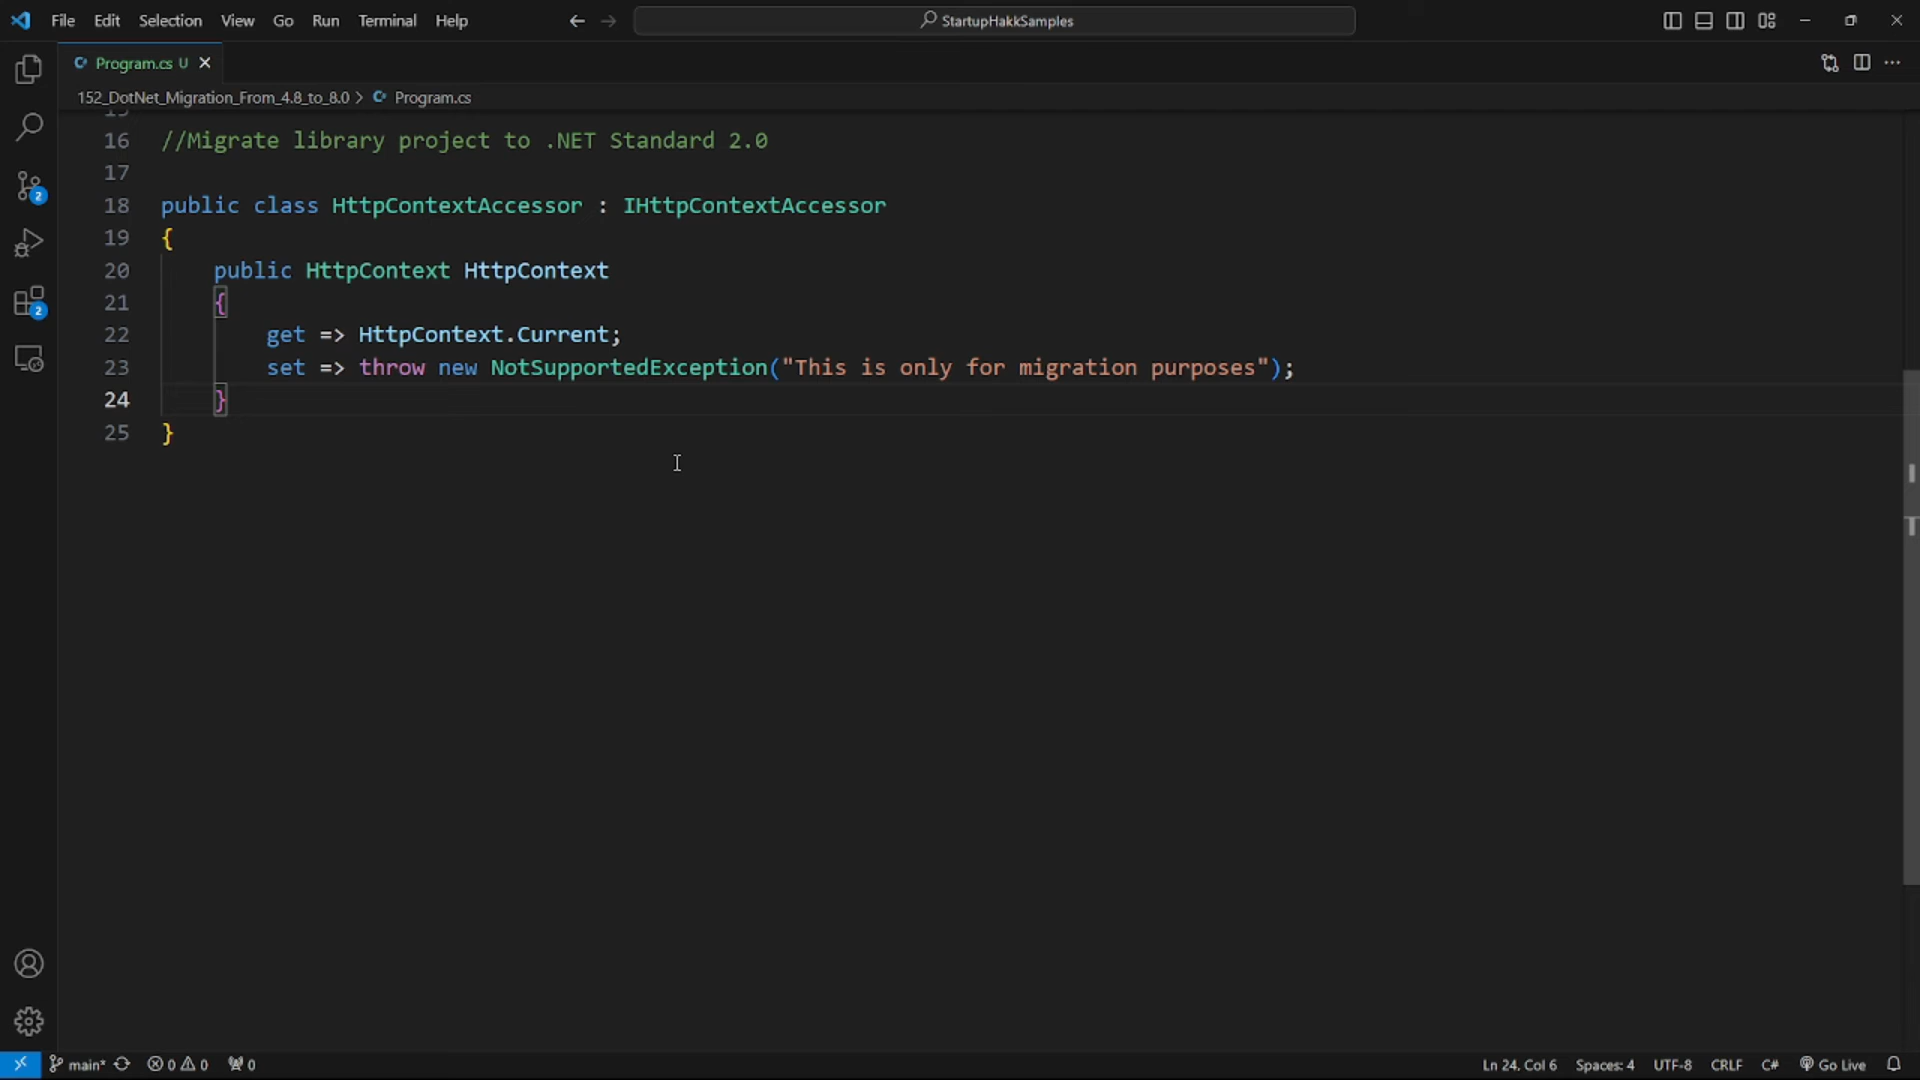 File Edit Selection View Go Run Terminal Help
StartupHakkSamples
Program.cs U
152_DotNet_Migration_From_4.8_to_8.0 > Program.cs
16 //Migrate library project to .NET Standard 2.0
17
18 public class HttpContextAccessor : IHttpContextAccessor
19 {
20 public HttpContext HttpContext
21 {
22 get => HttpContext.Current;
23 set => throw new NotSupportedException("This is only for migration purposes");
24 }
25 }
2
2
main* 0 0 0 Ln 24, Col 6 Spaces: 4 UTF-8 CRLF C# Go Live